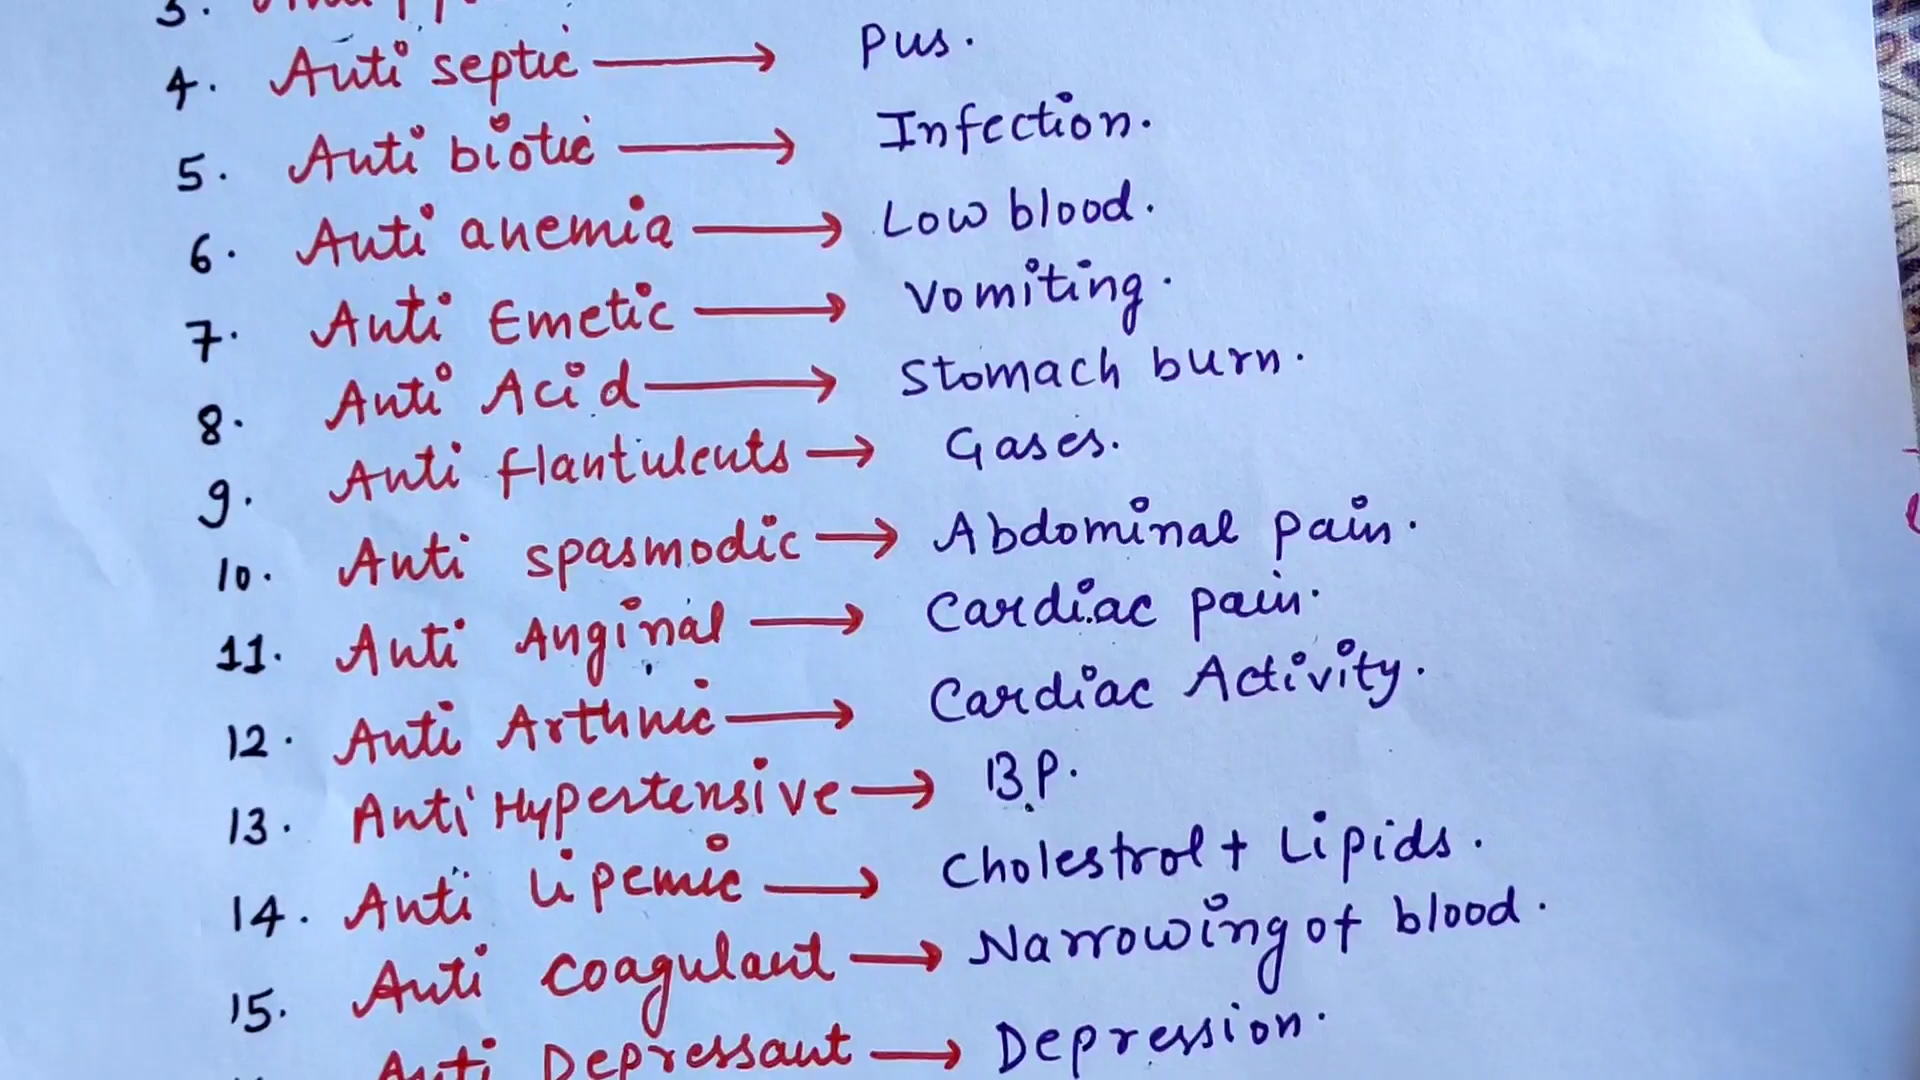 3.
4. Anti septic → Pus.
5. Anti biotic → Infection.
6. Anti anemia → Low blood.
7. Anti Emetic → Vomiting.
8. Anti Acid → Stomach burn.
9. Anti flantulents → Gases.
10. Anti spasmodic → Abdominal pain.
11. Anti Anginal → Cardiac pain.
12. Anti Arthmic → Cardiac Activity.
13. Anti Hypertensive → B.P.
14. Anti Lipemic → Cholestrol + Lipids.
15. Anti coagulant → Narrowing of blood.
Anti Depressant → Depression.